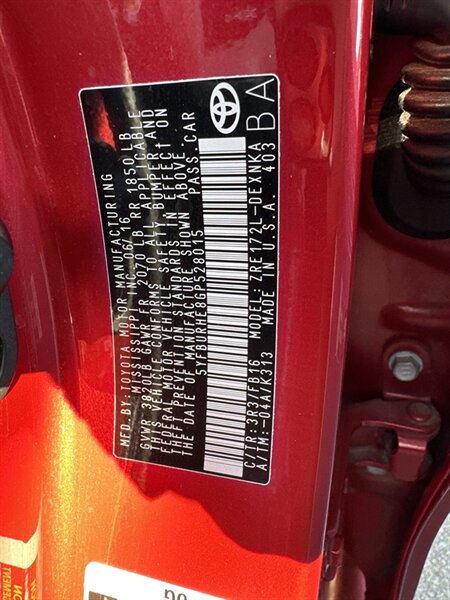 MFD. BY: TOYOTA MOTOR MANUFACTURING
MISSISSIPPI INC. 06/16
GVWR 3820LB GAWR FR 2070LB RR 1850LB
THIS VEHICLE CONFORMS TO ALL APPLICABLE
FEDERAL MOTOR VEHICLE SAFETY BUMPER, AND
THEFT PREVENTION STANDARDS IN EFFECT ON
THE DATE OF MANUFACTURE SHOWN ABOVE.
5YFBURHE8GP528015 PASS. CAR
C/TR:3R3/FB16 MODEL: ZRE172L-DEXNKA
A/TM:-04A/K313 MADE IN U.S.A. 403
BA